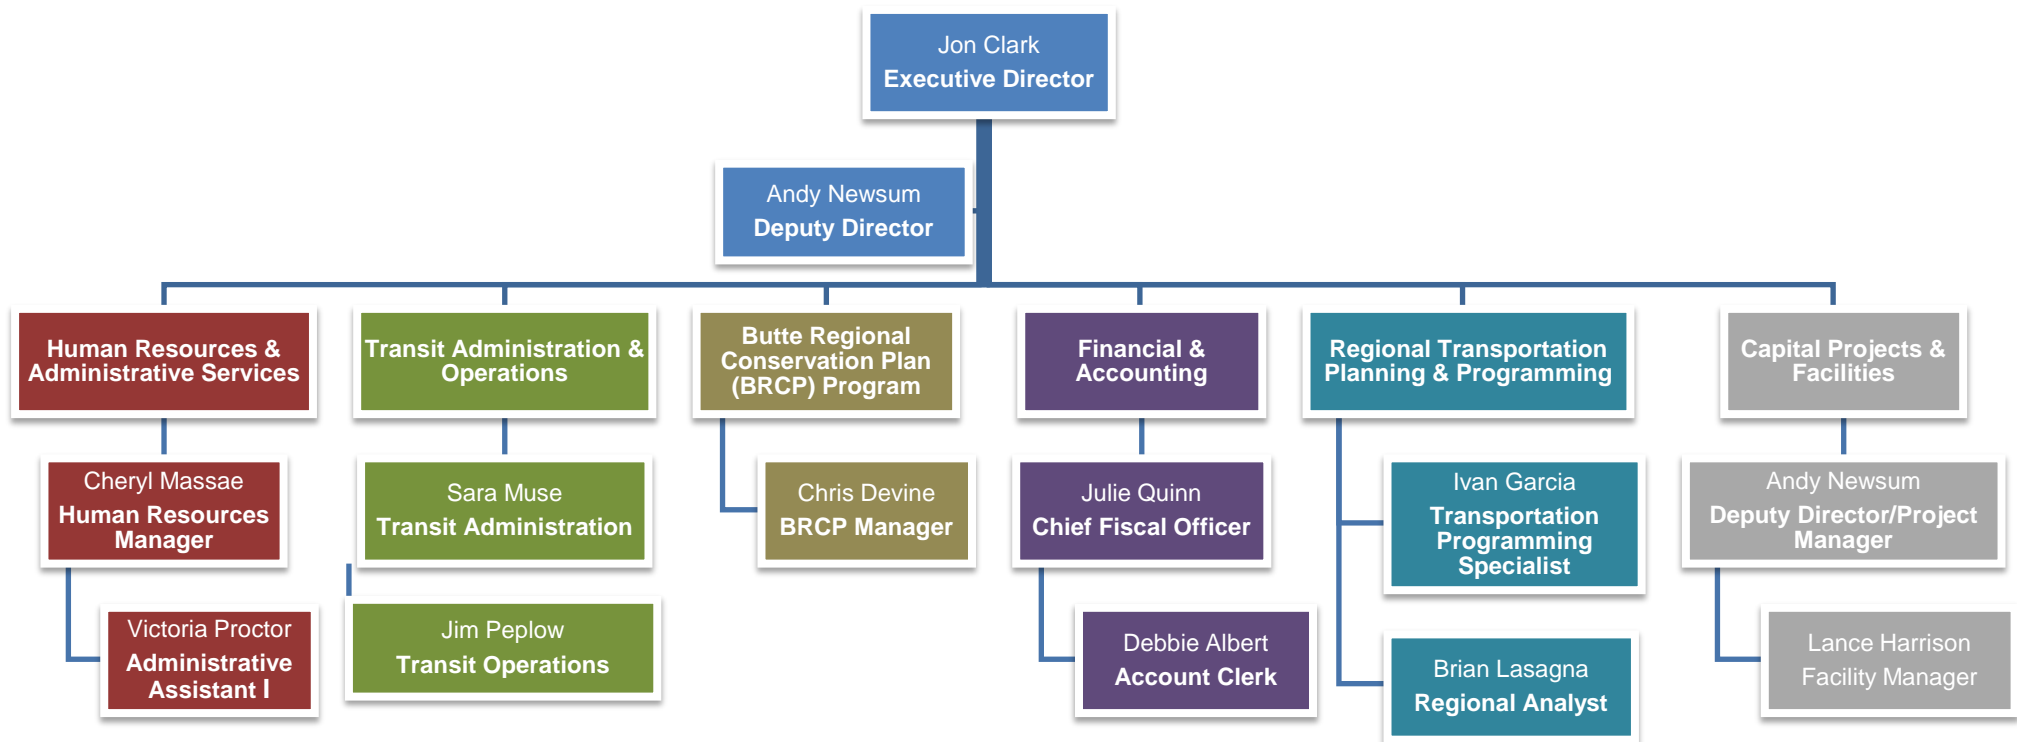 Jon Clark
Executive Director
Andy Newsum
Deputy Director
Human Resources &
Administrative Services
Transit Administration &
Operations
Butte Regional
Conservation Plan
(BRCP) Program
Financial &
Accounting
Regional Transportation
Planning & Programming
Capital Projects &
Facilities
Cheryl Massae
Human Resources
Manager
Sara Muse
Transit Administration
Chris Devine
BRCP Manager
Julie Quinn
Chief Fiscal Officer
Ivan Garcia
Transportation
Programming
Specialist
Andy Newsum
Deputy Director/Project
Manager
Victoria Proctor
Administrative
Assistant I
Jim Peplow
Transit Operations
Debbie Albert
Account Clerk
Brian Lasagna
Regional Analyst
Lance Harrison
Facility Manager